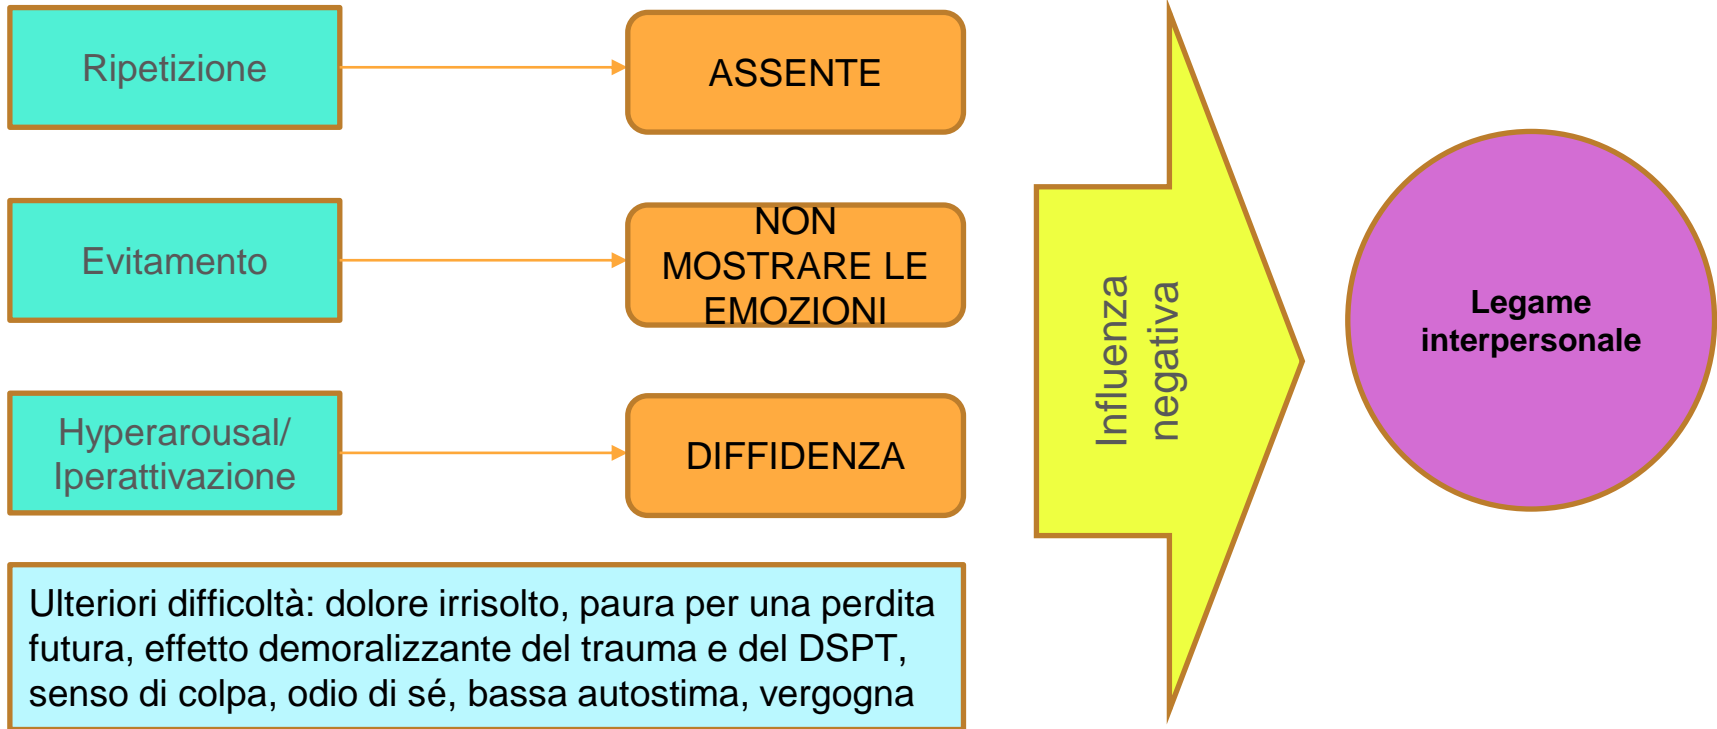 Ripetizione
ASSENTE
Evitamento
NON
MOSTRARE LE
EMOZIONI
Hyperarousal/
Iperattivazione
DIFFIDENZA
Ulteriori difficoltà: dolore irrisolto, paura per una perdita
futura, effetto demoralizzante del trauma e del DSPT,
senso di colpa, odio di sé, bassa autostima, vergogna
Influenza
negativa
Legame
interpersonale